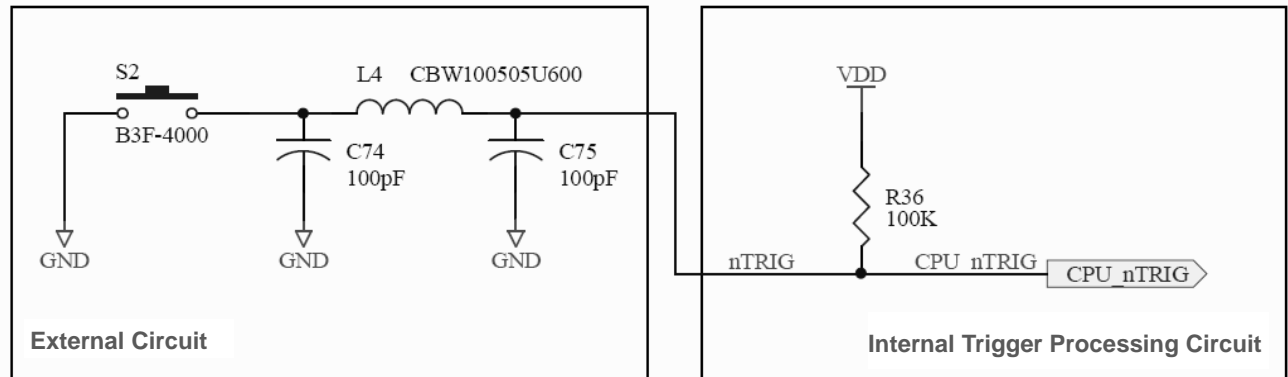 S2
B3F-4000
L4 CBW100505U600
C74
100pF
C75
100pF
GND
GND
GND
External Circuit
VDD
R36
100K
nTRIG
CPU_nTRIG
CPU_nTRIG
Internal Trigger Processing Circuit